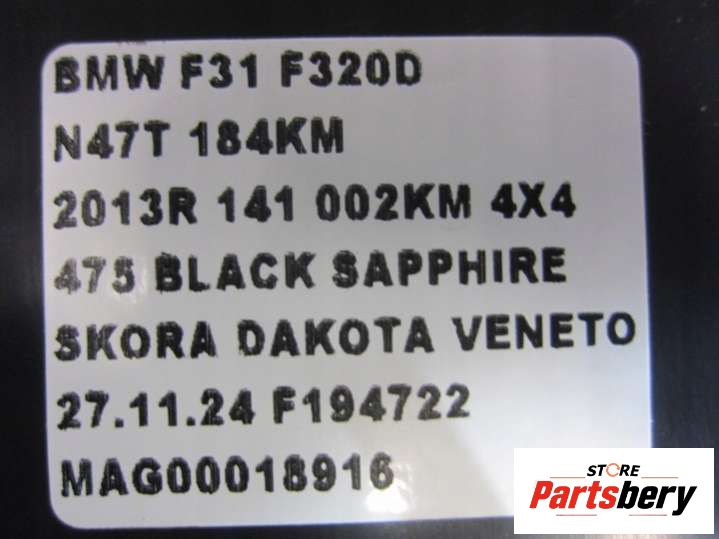 BMW F31 F320D
N47T 184KM
2013R 141 002KM 4X4
475 BLACK SAPPHIRE
SKORA DAKOTA VENETO
27.11.24 F194722
MAG00018916
STORE
Partsbery